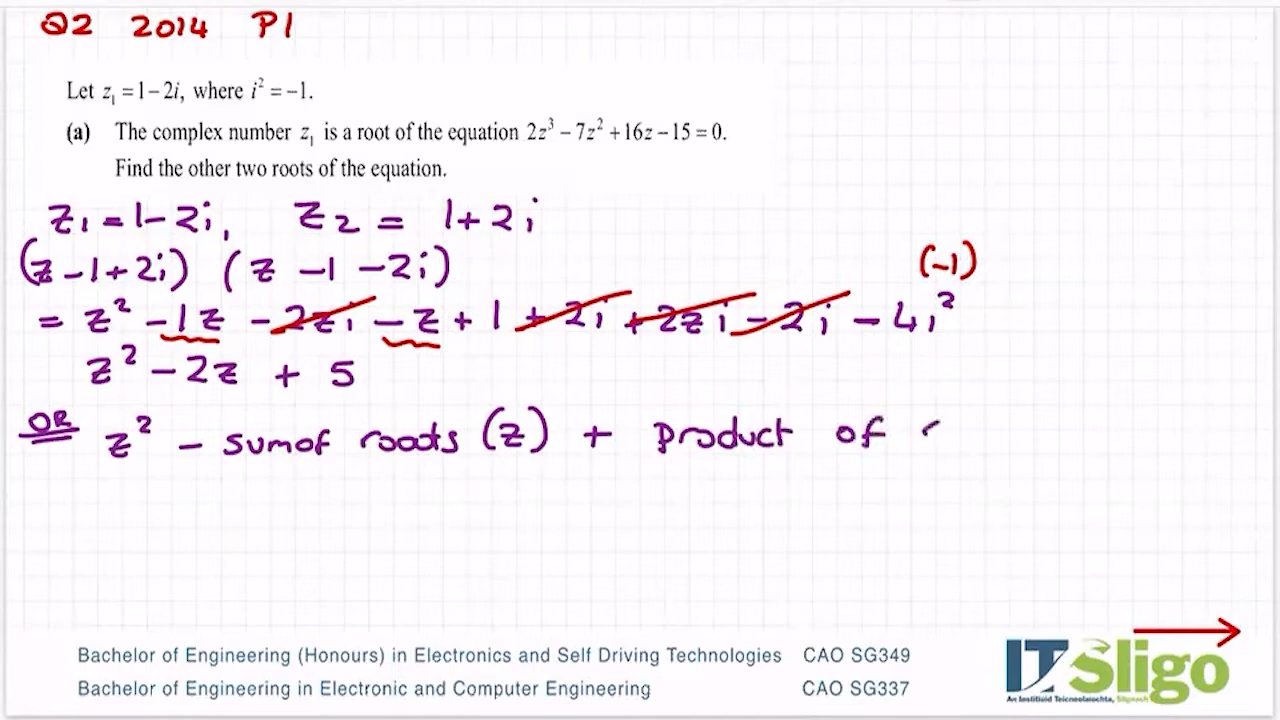 Q2 2014 P1
Let z₁ = 1 − 2i, where i² = −1.
(a) The complex number z₁ is a root of the equation 2z³ − 7z² + 16z − 15 = 0.
Find the other two roots of the equation.
z₁ = 1 − 2i, z₂ = 1 + 2i
(z − 1 + 2i) (z − 1 − 2i)
(−1)
= z² − 1z − 2zi − z + 1 + 2i + 2zi − 2i − 4i²
z² − 2z + 5
OR z² − sum of roots (z) + product of
Bachelor of Engineering (Honours) in Electronics and Self Driving Technologies CAO SG349
Bachelor of Engineering in Electronic and Computer Engineering CAO SG337
IT Sligo
An Institiúid Teicneolaíochta, Sligeach